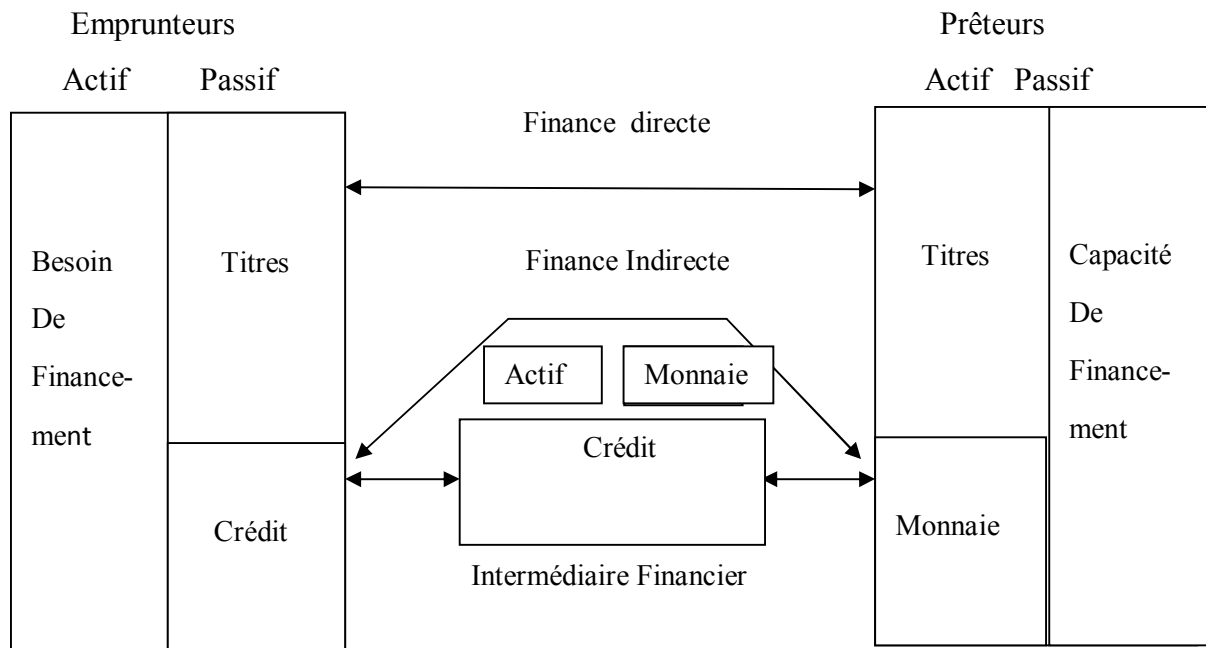 Emprunteurs
Prêteurs
Actif Passif
Actif Passif
Finance directe
Besoin
De
Finance-
ment
Titres
Finance Indirecte
Titres
Capacité
De
Finance-
ment
Actif
Monnaie
Crédit
Crédit
Monnaie
Intermédiaire Financier